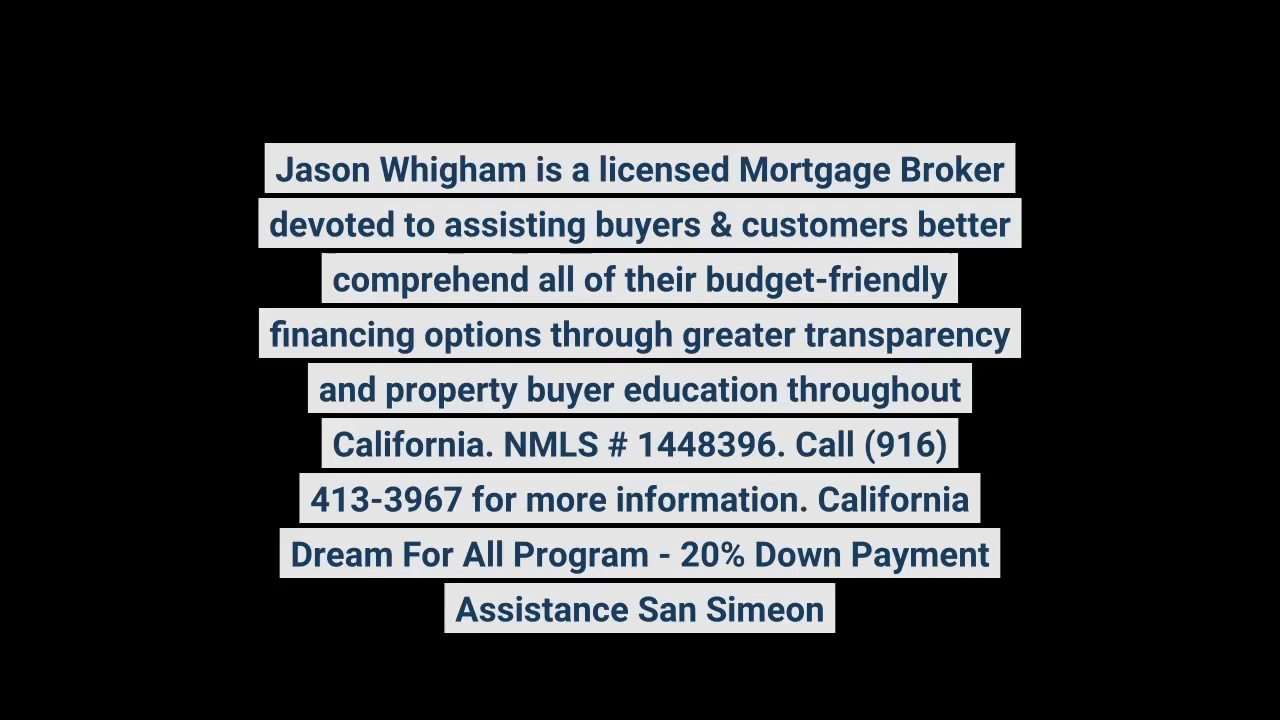 Jason Whigham is a licensed Mortgage Broker
devoted to assisting buyers & customers better
comprehend all of their budget-friendly
financing options through greater transparency
and property buyer education throughout
California. NMLS # 1448396. Call (916)
413-3967 for more information. California
Dream For All Program - 20% Down Payment
Assistance San Simeon